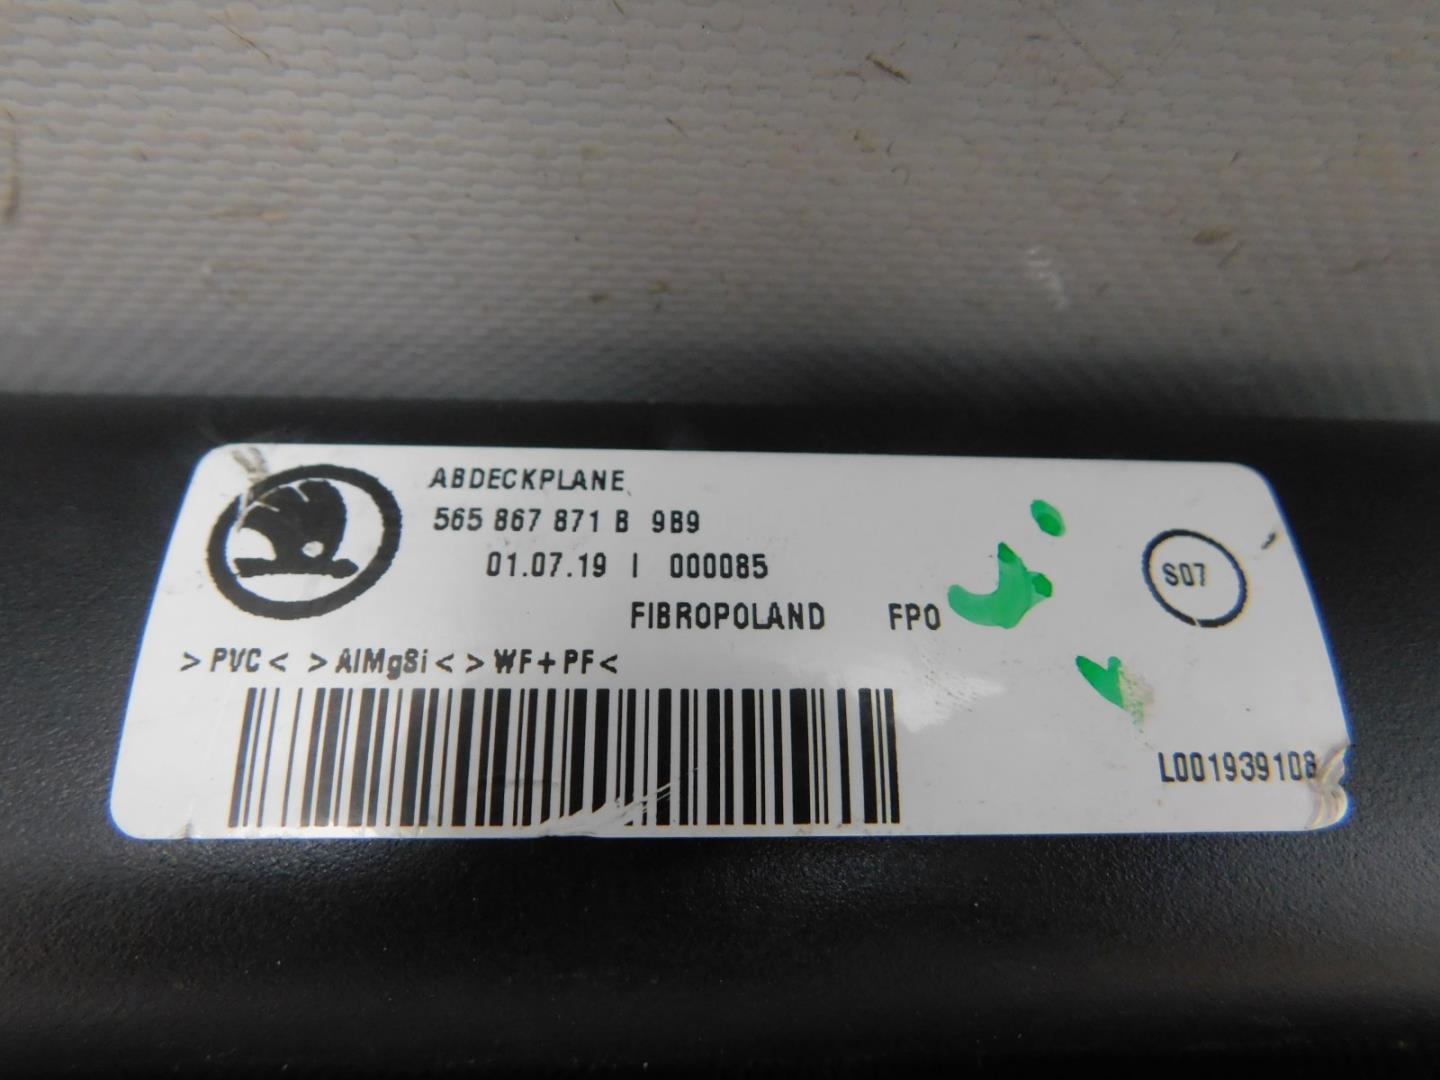 ABDECKPLANE
565 867 871 B 9B9
01.07.19 | 000085
FIBROPOLAND FPO
S07
>PVC< >AlMgSi< >WF+PF<
L001939108